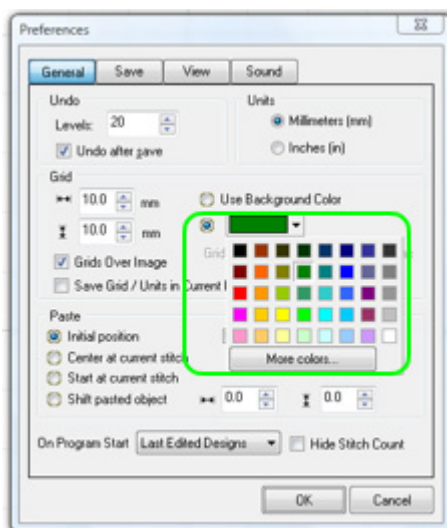 Preferences
General Save View Sound
Undo
Levels: 20
Undo after save
Units
Millimeters (mm)
Inches (in)
Grid
10.0 mm
Use Background Color
10.0 mm
Grid
Grids Over Image
Save Grid / Units in Current
More colors...
Paste
Initial position
Center at current stitch
Start at current stitch
Shift pasted object 0.0 0.0
On Program Start Last Edited Designs Hide Stitch Count
OK Cancel